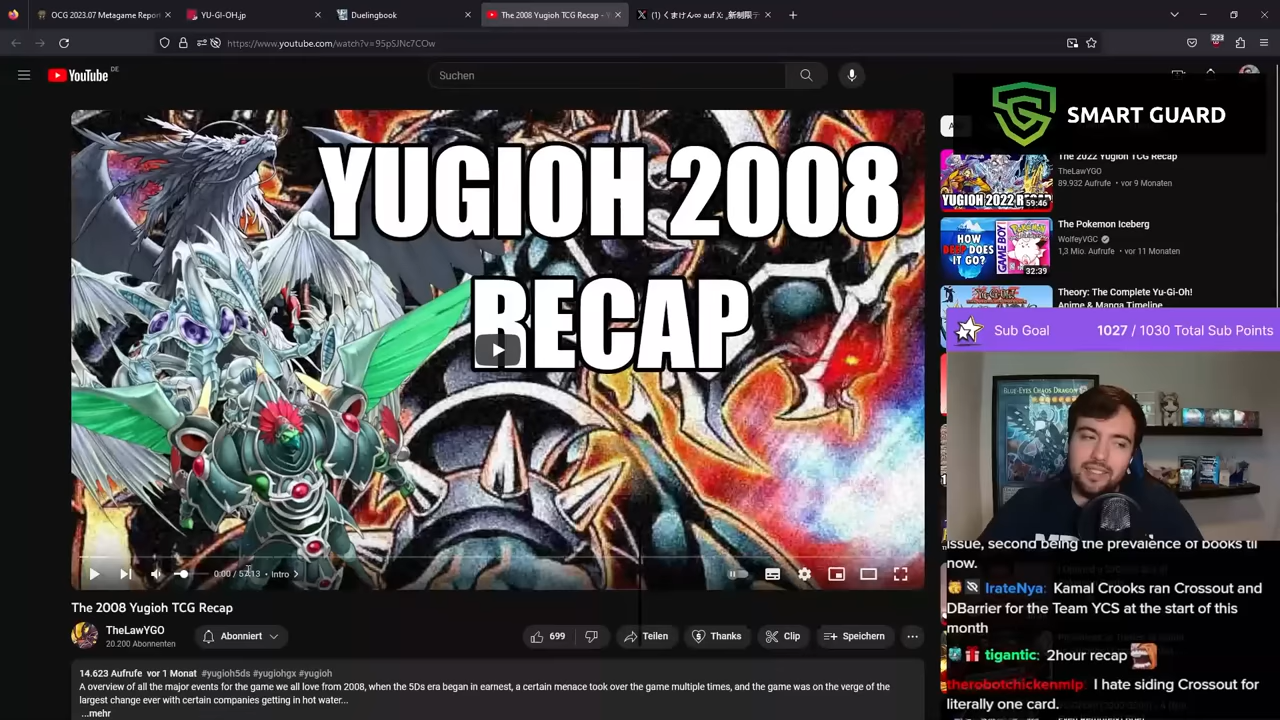 OCG 2023.07 Metagame Report
YU-GI-OH.jp
Duelingbook
The 2008 Yugioh TCG Recap - Y
(1) くまけん∞ auf X: „新制限デ
https://www.youtube.com/watch?v=95pSJNc7COw
223
YouTube DE
Suchen
SMART GUARD
YUGIOH 2008
RECAP
The 2022 Yugioh TCG Recap
TheLawYGO
89.932 Aufrufe • vor 9 Monaten
YUGIOH 2022
59:46
The Pokemon Iceberg
WolfeyVGC
1,3 Mio. Aufrufe • vor 11 Monaten
HOW DEEP DOES IT GO?
32:39
Theory: The Complete Yu-Gi-Oh!
Anime & Manga Timeline
Sub Goal 1027 / 1030 Total Sub Points
BLUE-EYES CHAOS DRAGON
0:00 / 57:13 • Intro
The 2008 Yugioh TCG Recap
TheLawYGO
20.200 Abonnenten
Abonniert
699
Teilen
Thanks
Clip
Speichern
14.623 Aufrufe vor 1 Monat #yugioh5ds #yugiohgx #yugioh
A overview of all the major events for the game we all love from 2008, when the 5Ds era began in earnest, a certain menace took over the game multiple times, and the game was on the verge of the
largest change ever with certain companies getting in hot water...
...mehr
issue, second being the prevalence of books til
now.
IrateNya: Kamal Crooks ran Crossout and
DBarrier for the Team YCS at the start of this
month
tigantic: 2hour recap
therobotchickenmlp: I hate siding Crossout for
literally one card.